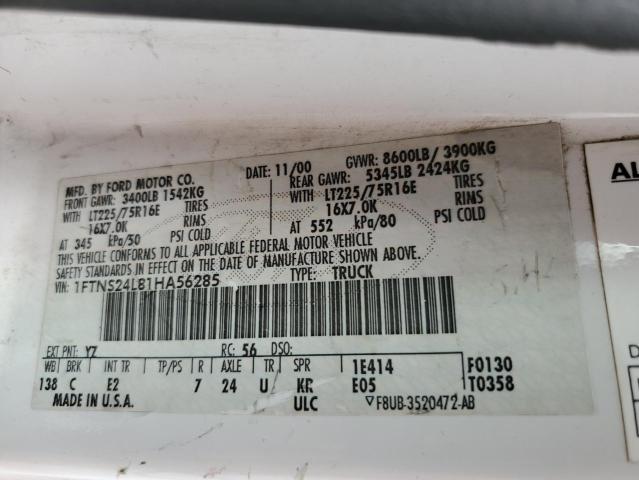 DATE: 11/00 GVWR: 8600LB/ 3900KG
MFD. BY FORD MOTOR CO.
FRONT GAWR: 3400LB 1542KG REAR GAWR: 5345LB 2424KG
WITH LT225/75R16E TIRES WITH LT225/75R16E TIRES
16X7.0K RIMS 16X7.0K RIMS
AT 345 kPa/50 PSI COLD AT 552 kPa/80 PSI COLD
THIS VEHICLE CONFORMS TO ALL APPLICABLE FEDERAL MOTOR VEHICLE
SAFETY STANDARDS IN EFFECT ON THE DATE OF MANUFACTURE SHOWN ABOVE.
VIN: 1FTNS24L81HA56285 TYPE: TRUCK
EXT PNT: YZ RC: 56 DSO:
WB BRK INT TR TP/PS R AXLE TR SPR 1E414 F0130
138 C E2 7 24 U KR E05 T0358
MADE IN U.S.A. ULC ▽F8UB-3520472-AB